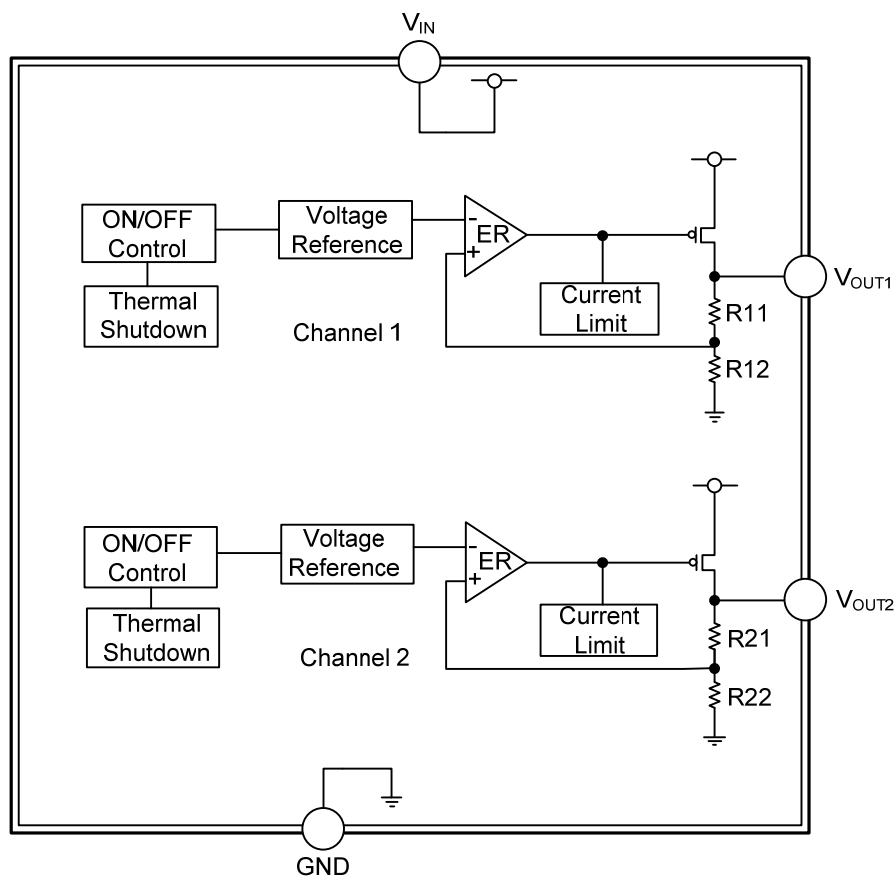 VIN
ON/OFF
Control
Voltage
Reference
-
ER
+
Thermal
Shutdown
Channel 1
Current
Limit
VOUT1
R11
R12
ON/OFF
Control
Voltage
Reference
-
ER
+
Thermal
Shutdown
Channel 2
Current
Limit
VOUT2
R21
R22
GND